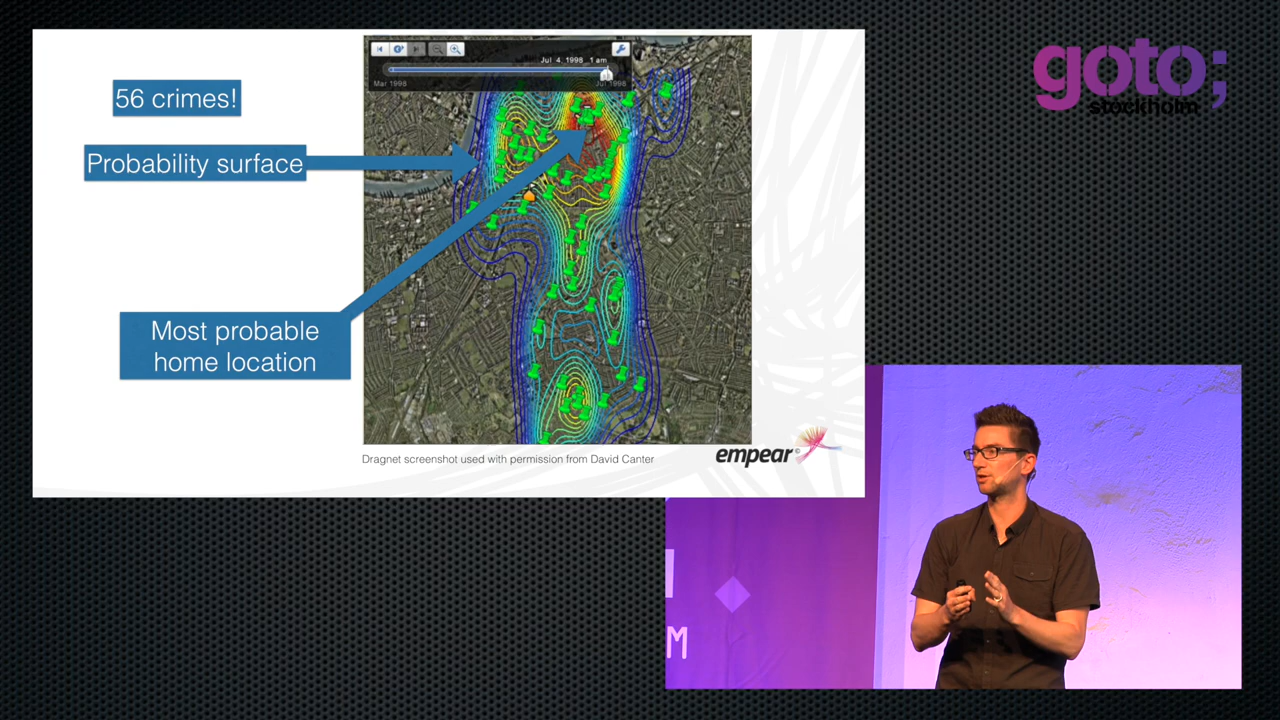 56 crimes!
Probability surface
Most probable
home location
Jul 4, 1998 1 am
Mar 1998
Jul 1998
Dragnet screenshot used with permission from David Canter
empear
goto;
stockholm
M